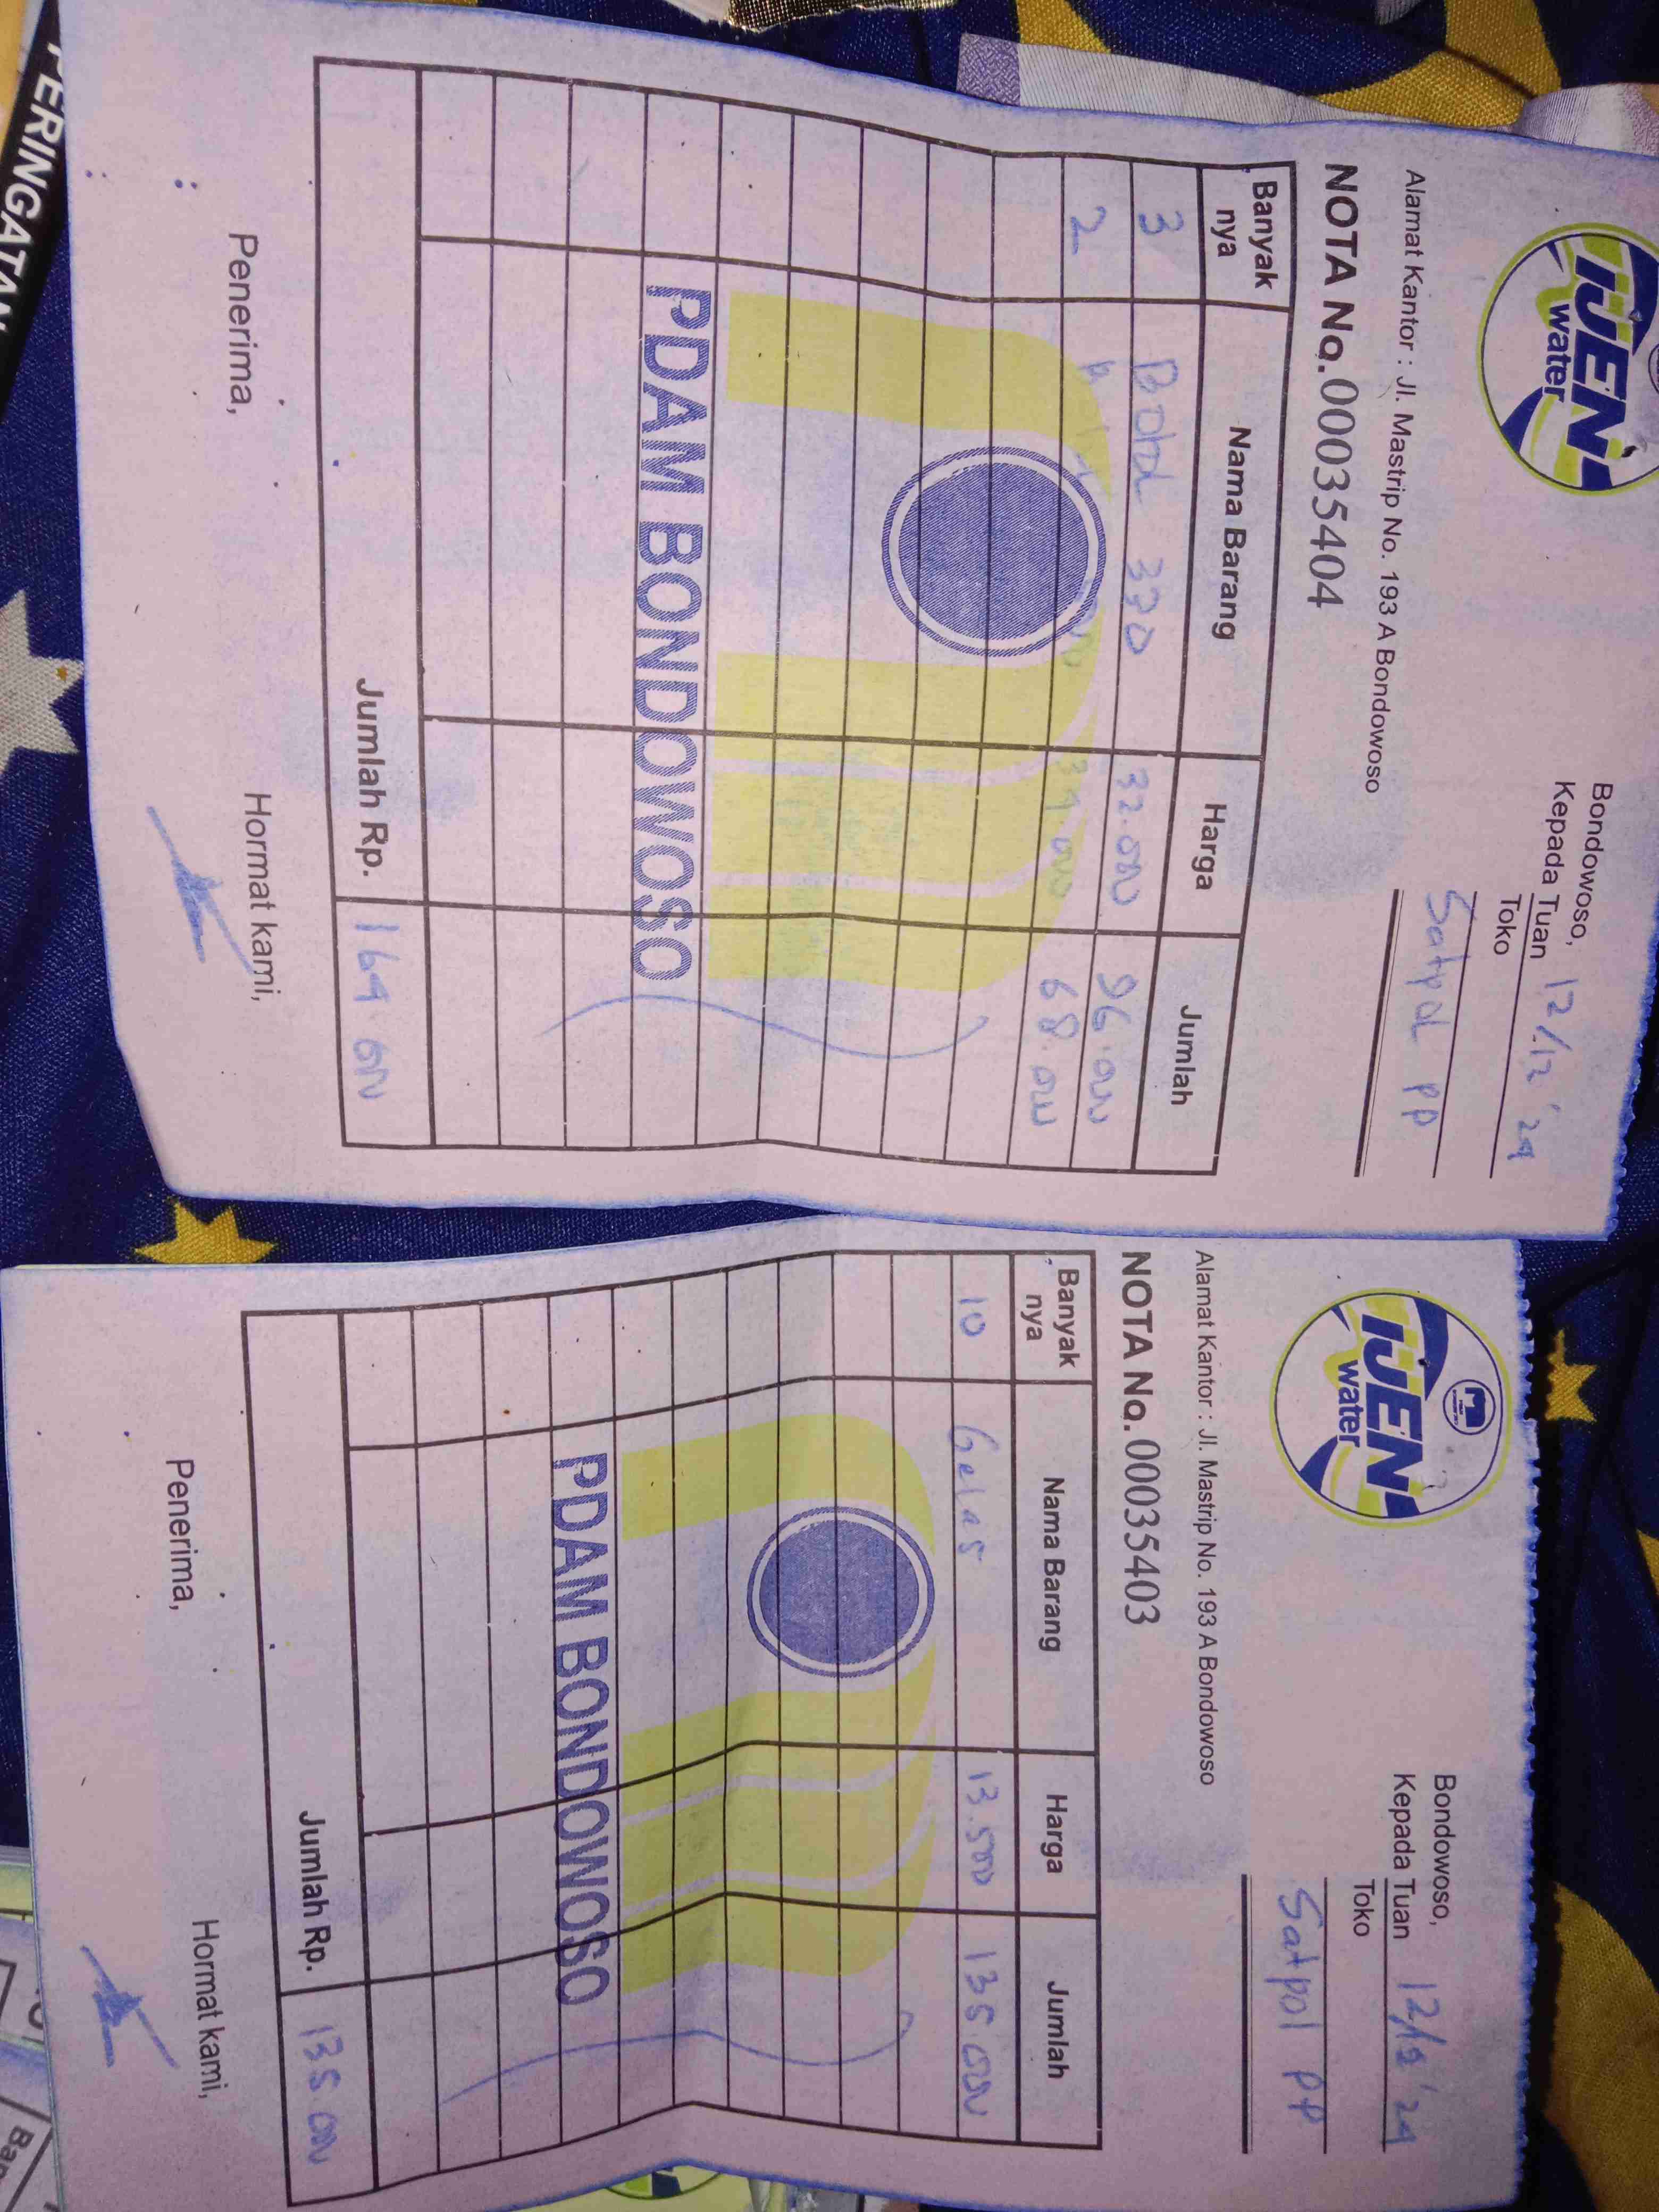 IJEN
water
Bondowoso, 12/12 '24
Kepada Tuan
Toko
Satpol PP
Alamat Kantor : Jl. Mastrip No. 193 A Bondowoso
NOTA No. 00035404
Banyak nya Nama Barang Harga Jumlah
3 Botol 330 32.000 96.000
2 34.000 68.000
PDAM BONDOWOSO
Jumlah Rp. 164.000
Penerima, Hormat kami,
IJEN
water
Bondowoso, 12/12 '24
Kepada Tuan
Toko
Satpol PP
Alamat Kantor : Jl. Mastrip No. 193 A Bondowoso
NOTA No. 00035403
Banyak nya Nama Barang Harga Jumlah
10 Gelas 13.500 135.000
PDAM BONDOWOSO
Jumlah Rp. 135.000
Penerima, Hormat kami,
PERINGATAN